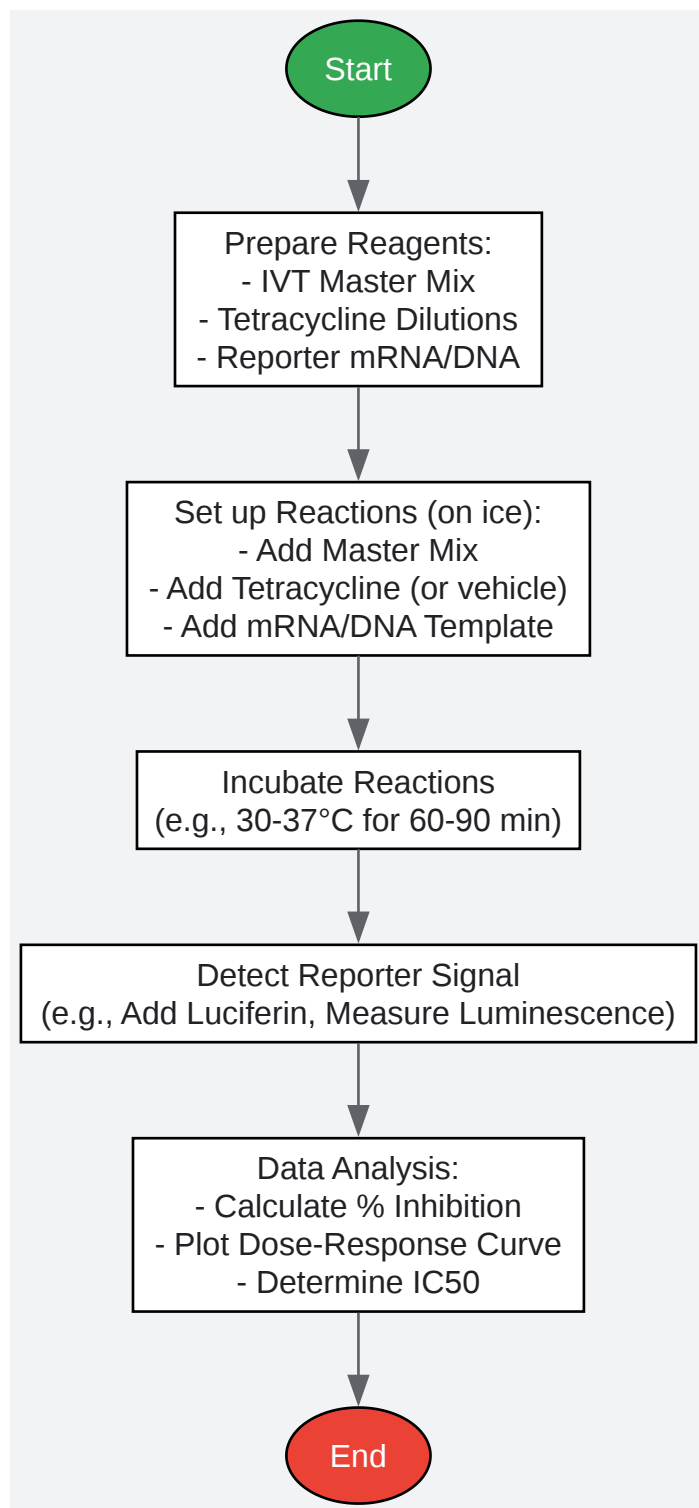 Start
Prepare Reagents:
- IVT Master Mix
- Tetracycline Dilutions
- Reporter mRNA/DNA
Set up Reactions (on ice):
- Add Master Mix
- Add Tetracycline (or vehicle)
- Add mRNA/DNA Template
Incubate Reactions
(e.g., 30-37°C for 60-90 min)
Detect Reporter Signal
(e.g., Add Luciferin, Measure Luminescence)
Data Analysis:
- Calculate % Inhibition
- Plot Dose-Response Curve
- Determine IC50
End